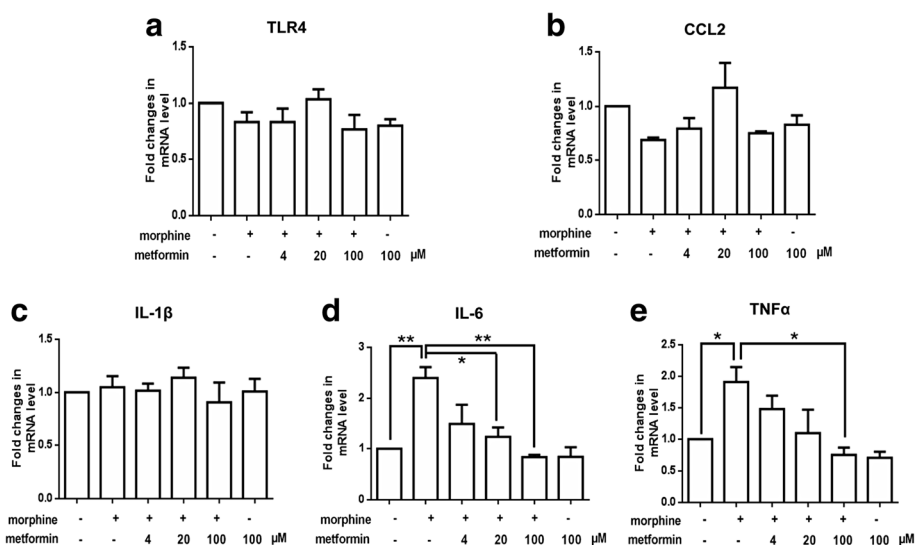 a
TLR4
Fold changes in
mRNA level
1.5
1.0
0.5
0.0
morphine - + + + + -
metformin - - 4 20 100 100 µM
b
CCL2
Fold changes in
mRNA level
1.5
1.0
0.5
0.0
morphine - + + + + -
metformin - - 4 20 100 100 µM
c
IL-1β
Fold changes in
mRNA level
1.5
1.0
0.5
0.0
morphine - + + + + -
metformin - - 4 20 100 100 µM
d
IL-6
Fold changes in
mRNA level
3
2
1
0
** **
*
morphine - + + + + -
metformin - - 4 20 100 100 µM
e
TNFα
Fold changes in
mRNA level
2.5
2.0
1.5
1.0
0.5
0.0
* *
morphine - + + + + -
metformin - - 4 20 100 100 µM